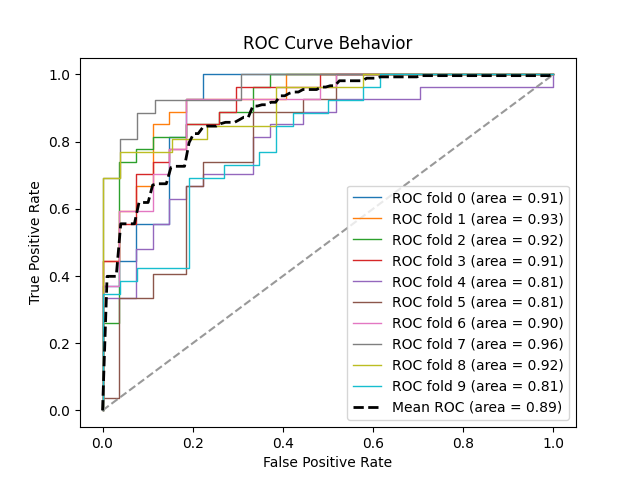 ROC Curve Behavior
True Positive Rate
1.0
0.8
0.6
0.4
0.2
0.0
ROC fold 0 (area = 0.91)
ROC fold 1 (area = 0.93)
ROC fold 2 (area = 0.92)
ROC fold 3 (area = 0.91)
ROC fold 4 (area = 0.81)
ROC fold 5 (area = 0.81)
ROC fold 6 (area = 0.90)
ROC fold 7 (area = 0.96)
ROC fold 8 (area = 0.92)
ROC fold 9 (area = 0.81)
Mean ROC (area = 0.89)
0.0 0.2 0.4 0.6 0.8 1.0
False Positive Rate